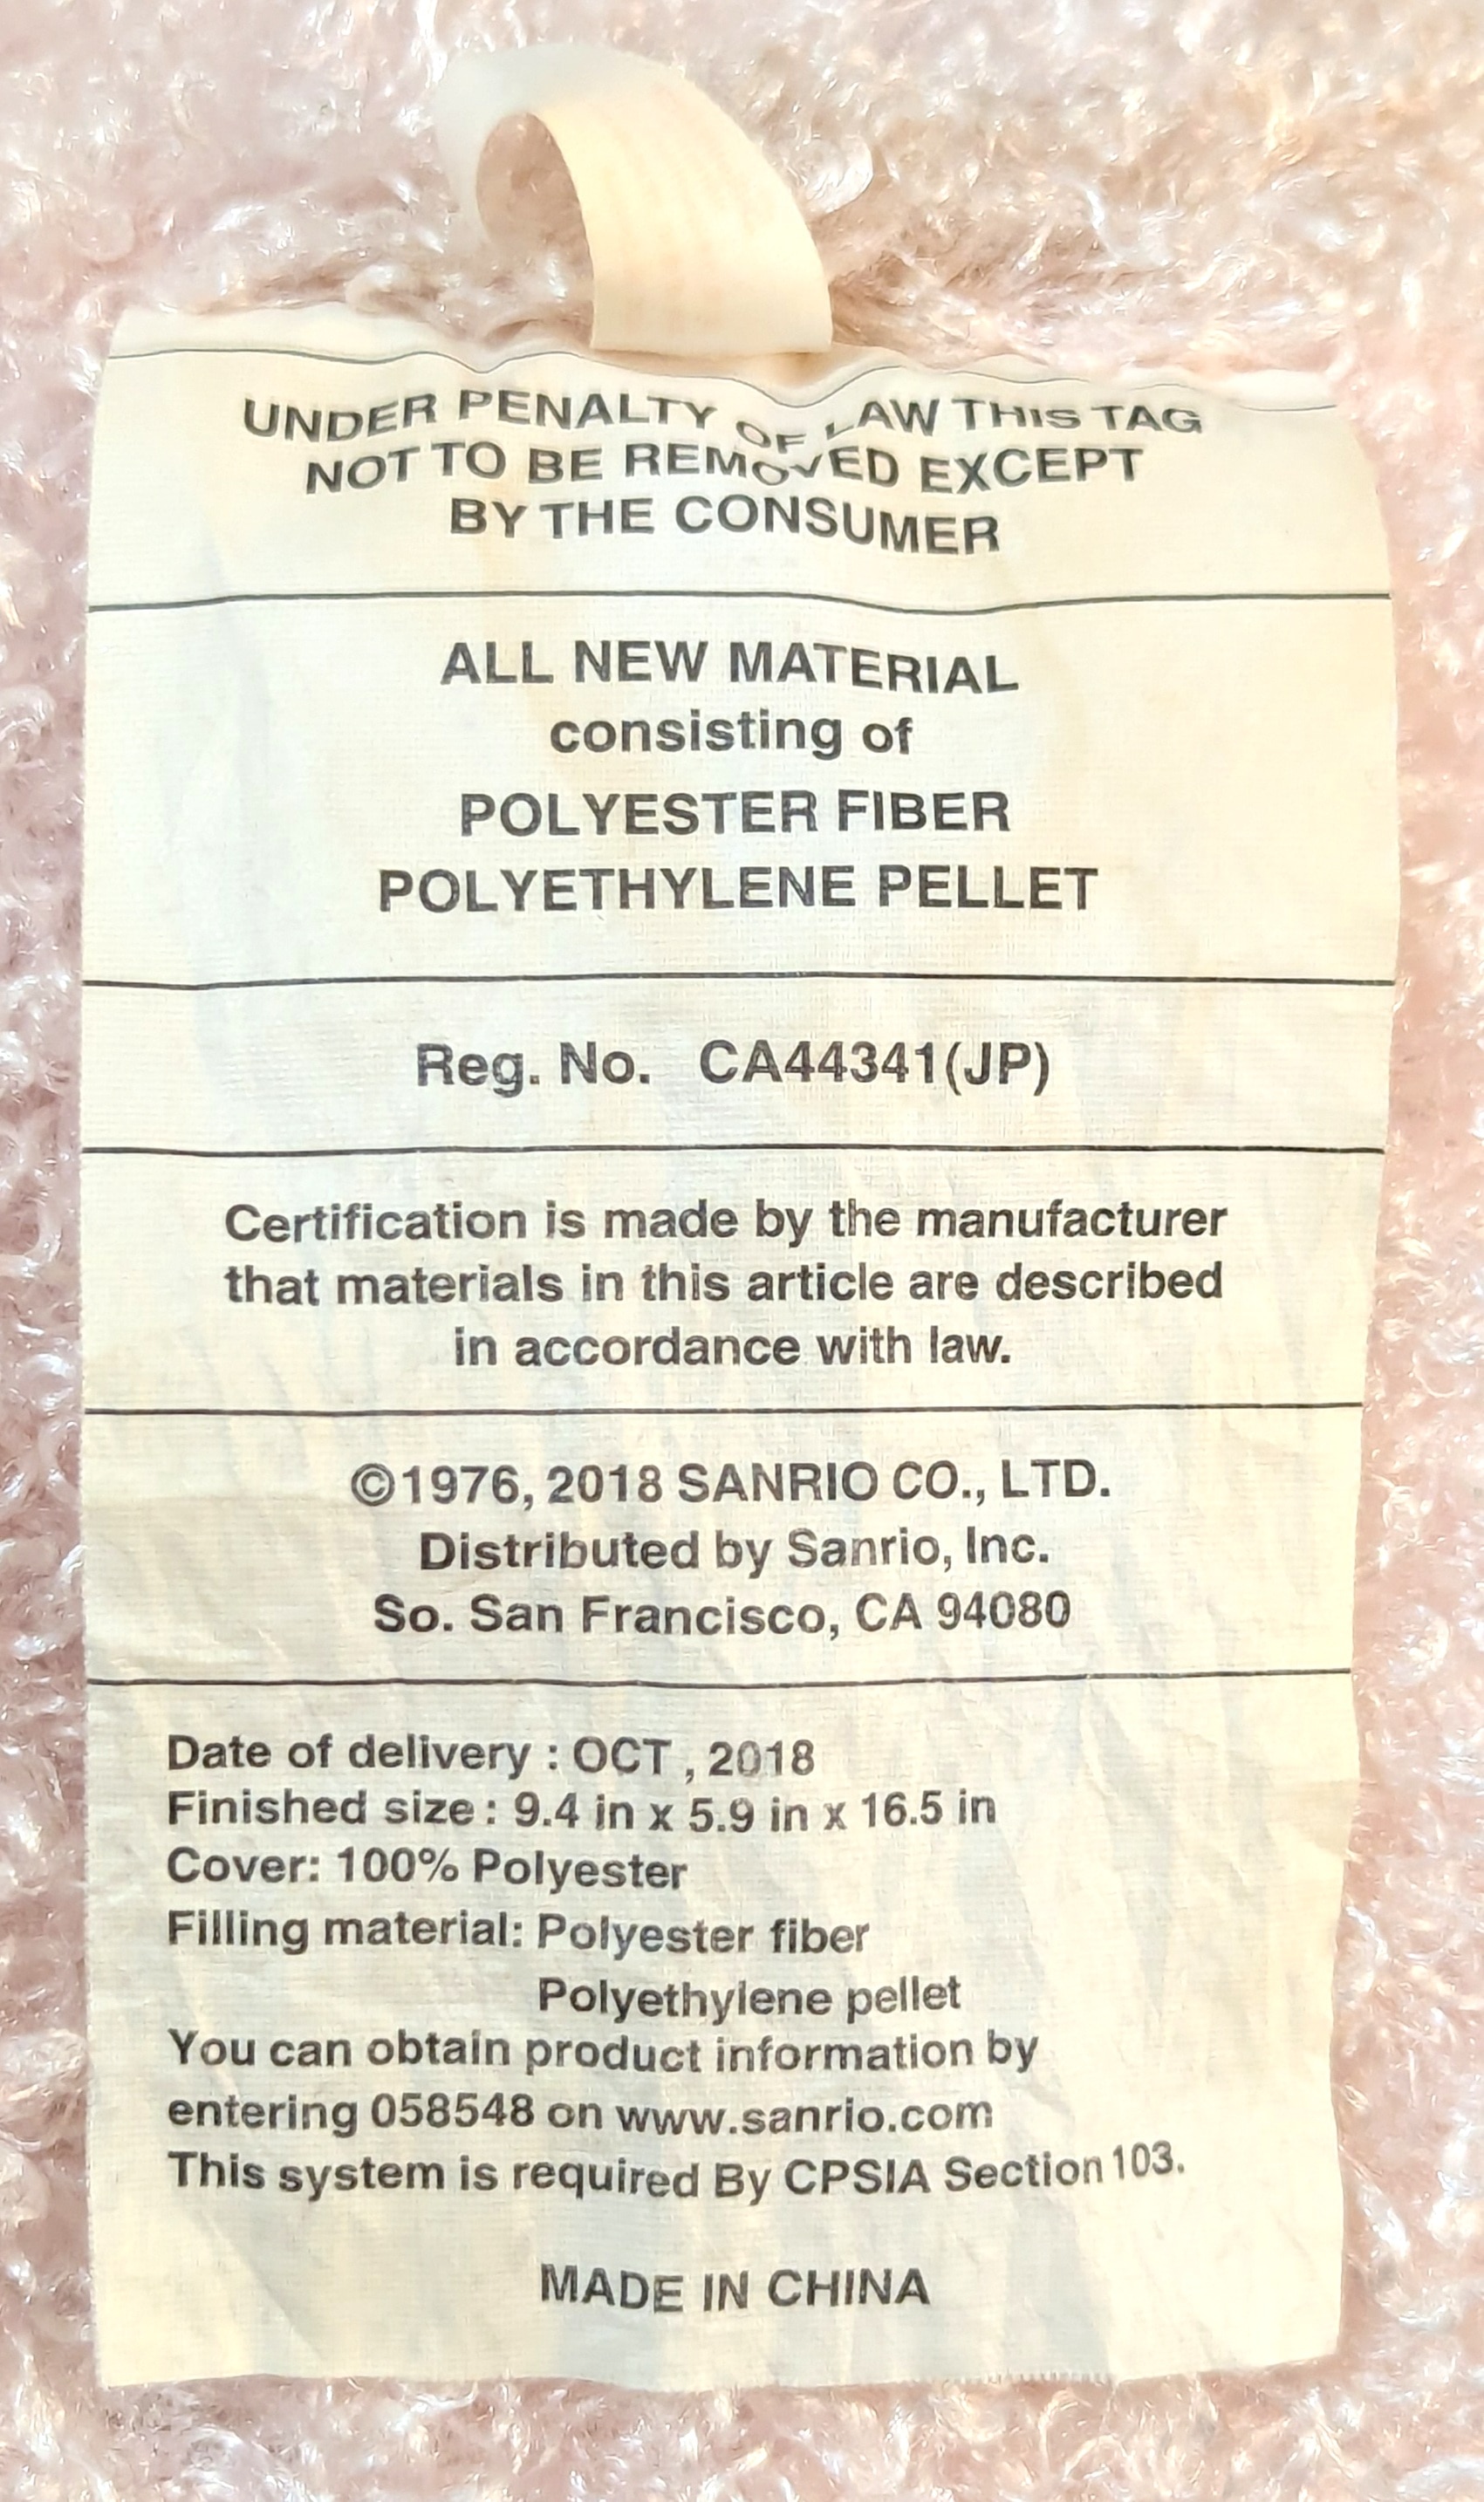 UNDER PENALTY OF LAW THIS TAG
NOT TO BE REMOVED EXCEPT
BY THE CONSUMER
ALL NEW MATERIAL
consisting of
POLYESTER FIBER
POLYETHYLENE PELLET
Reg. No. CA44341(JP)
Certification is made by the manufacturer
that materials in this article are described
in accordance with law.
©1976, 2018 SANRIO CO., LTD.
Distributed by Sanrio, Inc.
So. San Francisco, CA 94080
Date of delivery : OCT , 2018
Finished size : 9.4 in x 5.9 in x 16.5 in
Cover: 100% Polyester
Filling material: Polyester fiber
Polyethylene pellet
You can obtain product information by
entering 058548 on www.sanrio.com
This system is required By CPSIA Section 103.
MADE IN CHINA